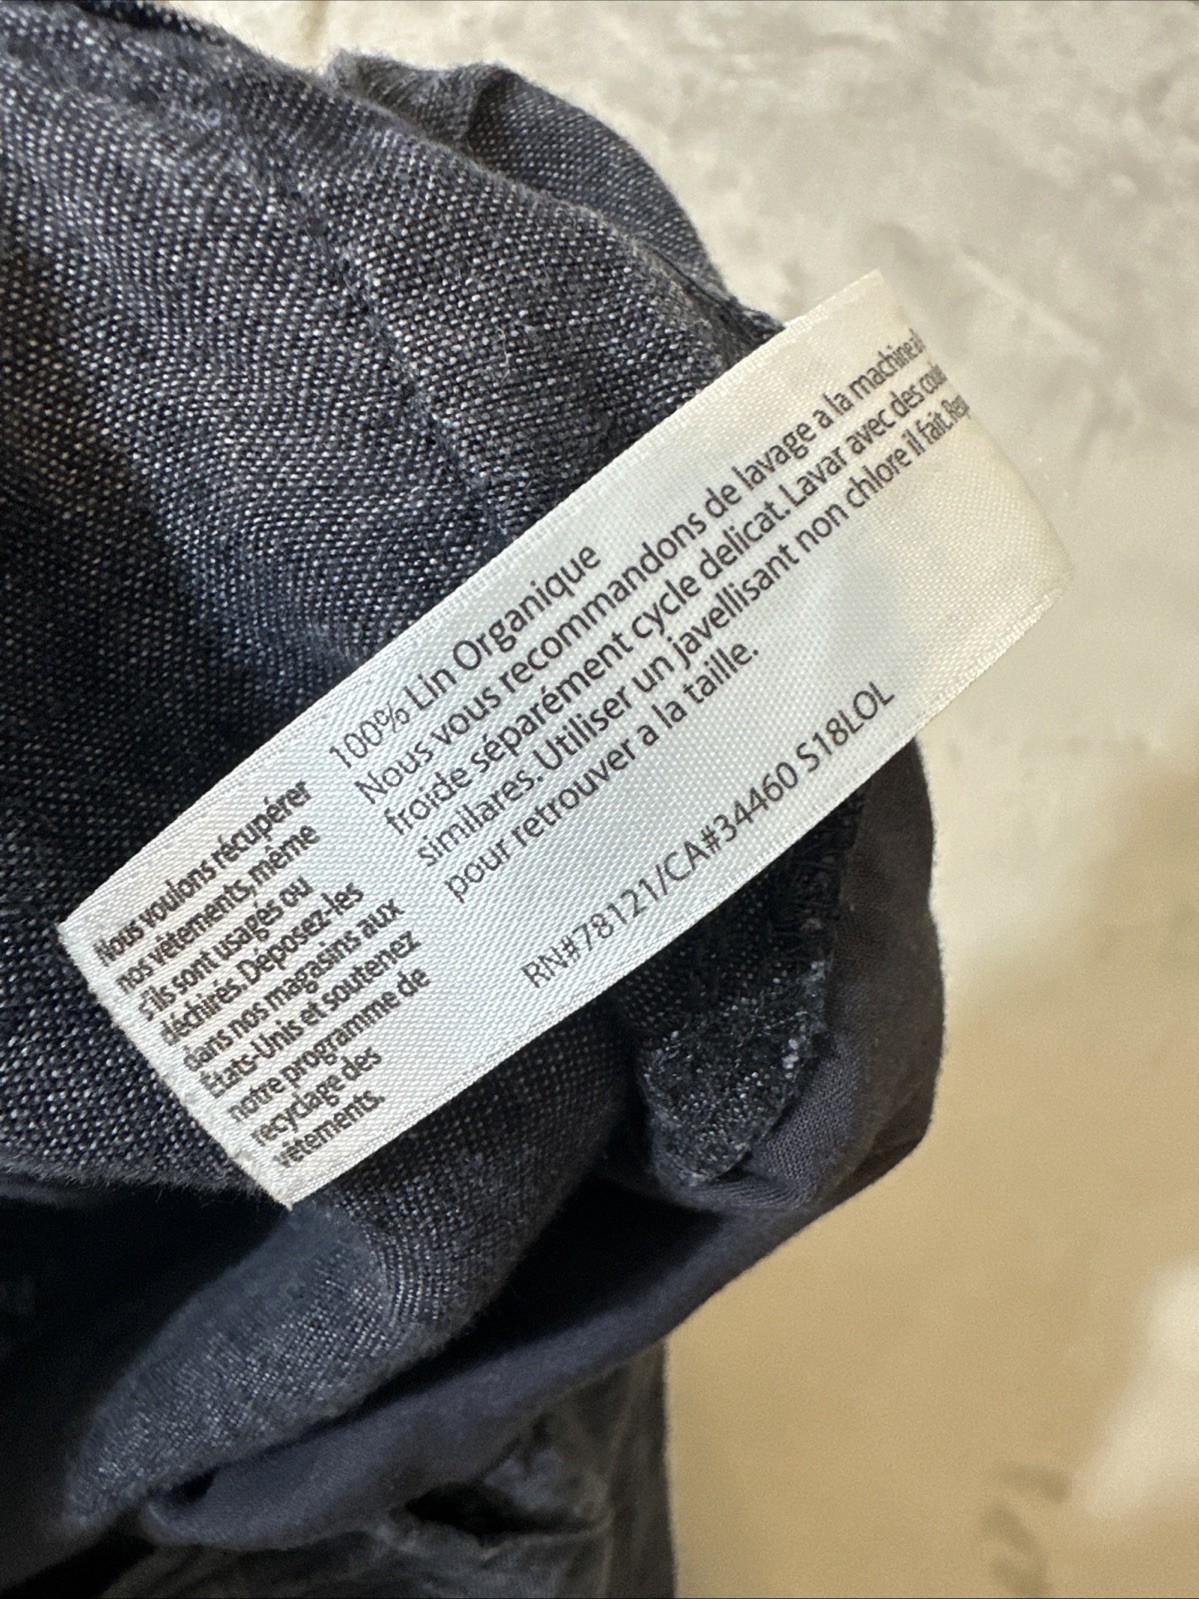 100% Lin Organique
Nous vous recommandons de lavage a la machine
froide séparément cycle delicat. Lavar avec des
similares. Utiliser un javellisant non chlore il fait.
pour retrouver a la taille.
RN#78121/CA#34460 S18LOL
Nous voulons récupérer
nos vêtements, même
s'ils sont usagés ou
déchirés. Déposez-les
dans nos magasins aux
États-Unis et soutenez
notre programme de
recyclage des
vêtements.